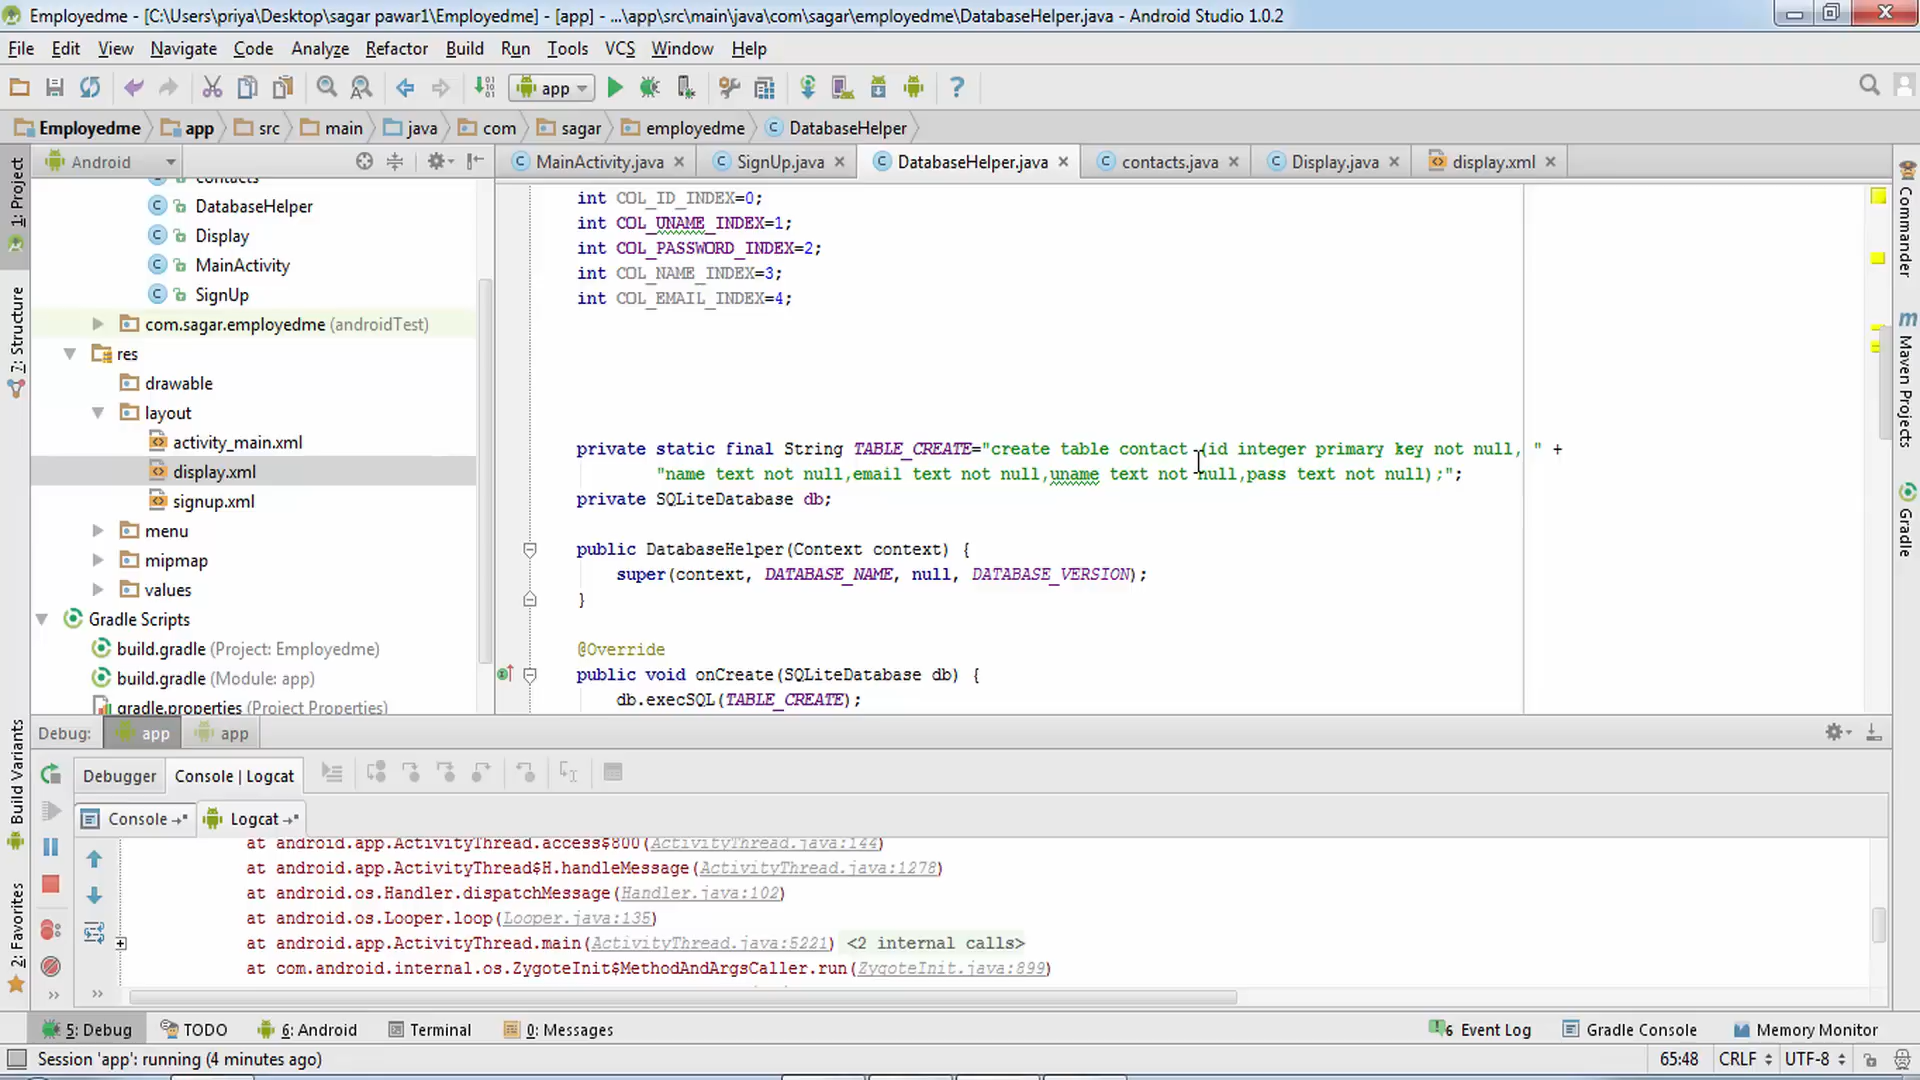 Employedme - [C:\Users\priya\Desktop\sagar pawar1\Employedme] - [app] - ...\app\src\main\java\com\sagar\employedme\DatabaseHelper.java - Android Studio 1.0.2
File Edit View Navigate Code Analyze Refactor Build Run Tools VCS Window Help
app
Employedme app src main java com sagar employedme DatabaseHelper
Android
MainActivity.java SignUp.java DatabaseHelper.java contacts.java Display.java display.xml
1: Project
7: Structure
Build Variants
2: Favorites
contacts
DatabaseHelper
Display
MainActivity
SignUp
com.sagar.employedme (androidTest)
res
drawable
layout
activity_main.xml
display.xml
signup.xml
menu
mipmap
values
Gradle Scripts
build.gradle (Project: Employedme)
build.gradle (Module: app)
gradle.properties (Project Properties)
int COL_ID_INDEX=0;
int COL_UNAME_INDEX=1;
int COL_PASSWORD_INDEX=2;
int COL_NAME_INDEX=3;
int COL_EMAIL_INDEX=4;
private static final String TABLE_CREATE="create table contact (id integer primary key not null, " +
"name text not null,email text not null,uname text not null,pass text not null);";
private SQLiteDatabase db;
public DatabaseHelper(Context context) {
super(context, DATABASE_NAME, null, DATABASE_VERSION);
}
@Override
public void onCreate(SQLiteDatabase db) {
db.execSQL(TABLE_CREATE);
Commander
Maven Projects
Gradle
Debug: app app
Debugger Console | Logcat
Console Logcat
at android.app.ActivityThread.access$800(ActivityThread.java:144)
at android.app.ActivityThread$H.handleMessage(ActivityThread.java:1278)
at android.os.Handler.dispatchMessage(Handler.java:102)
at android.os.Looper.loop(Looper.java:135)
at android.app.ActivityThread.main(ActivityThread.java:5221) <2 internal calls>
at com.android.internal.os.ZygoteInit$MethodAndArgsCaller.run(ZygoteInit.java:899)
5: Debug TODO 6: Android Terminal 0: Messages 6 Event Log Gradle Console Memory Monitor
Session 'app': running (4 minutes ago) 65:48 CRLF UTF-8